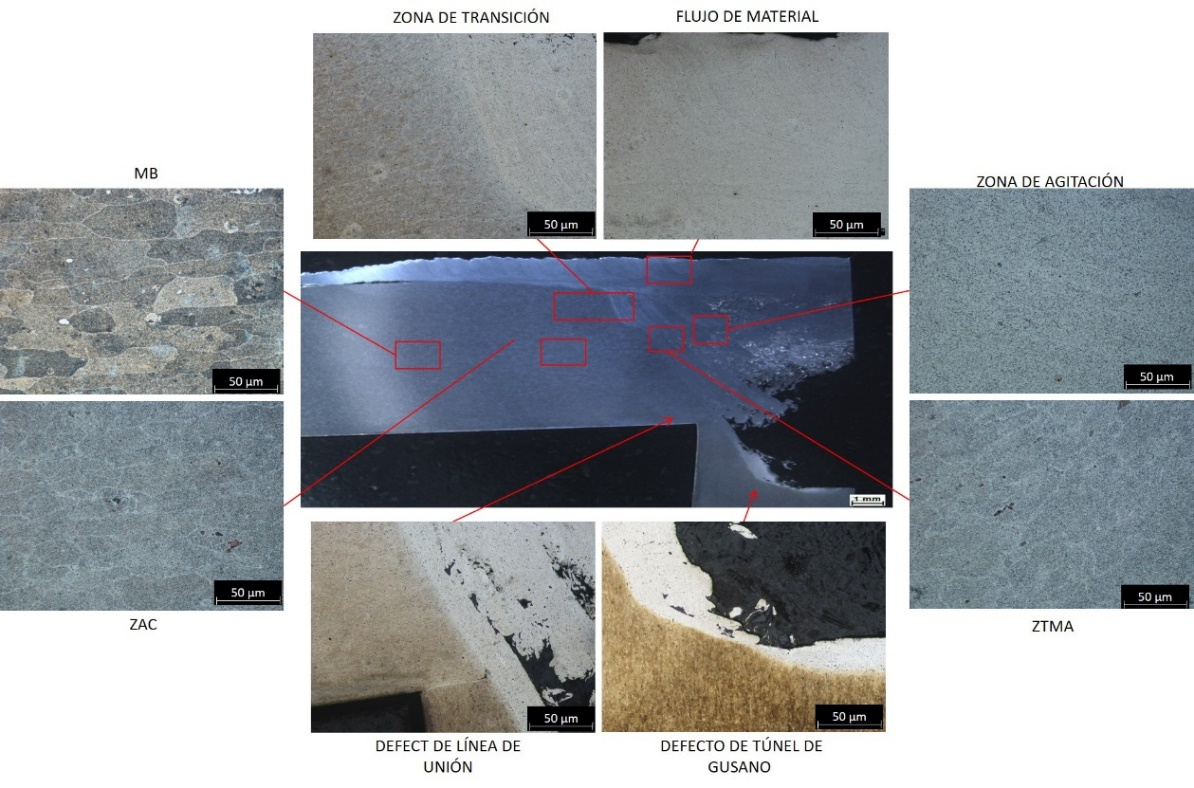 ZONA DE TRANSICIÓN
FLUJO DE MATERIAL
50 µm
50 µm
MB
ZONA DE AGITACIÓN
50 µm
50 µm
1 mm
50 µm
50 µm
ZAC
ZTMA
50 µm
50 µm
DEFECT DE LÍNEA DE
UNIÓN
DEFECTO DE TÚNEL DE
GUSANO